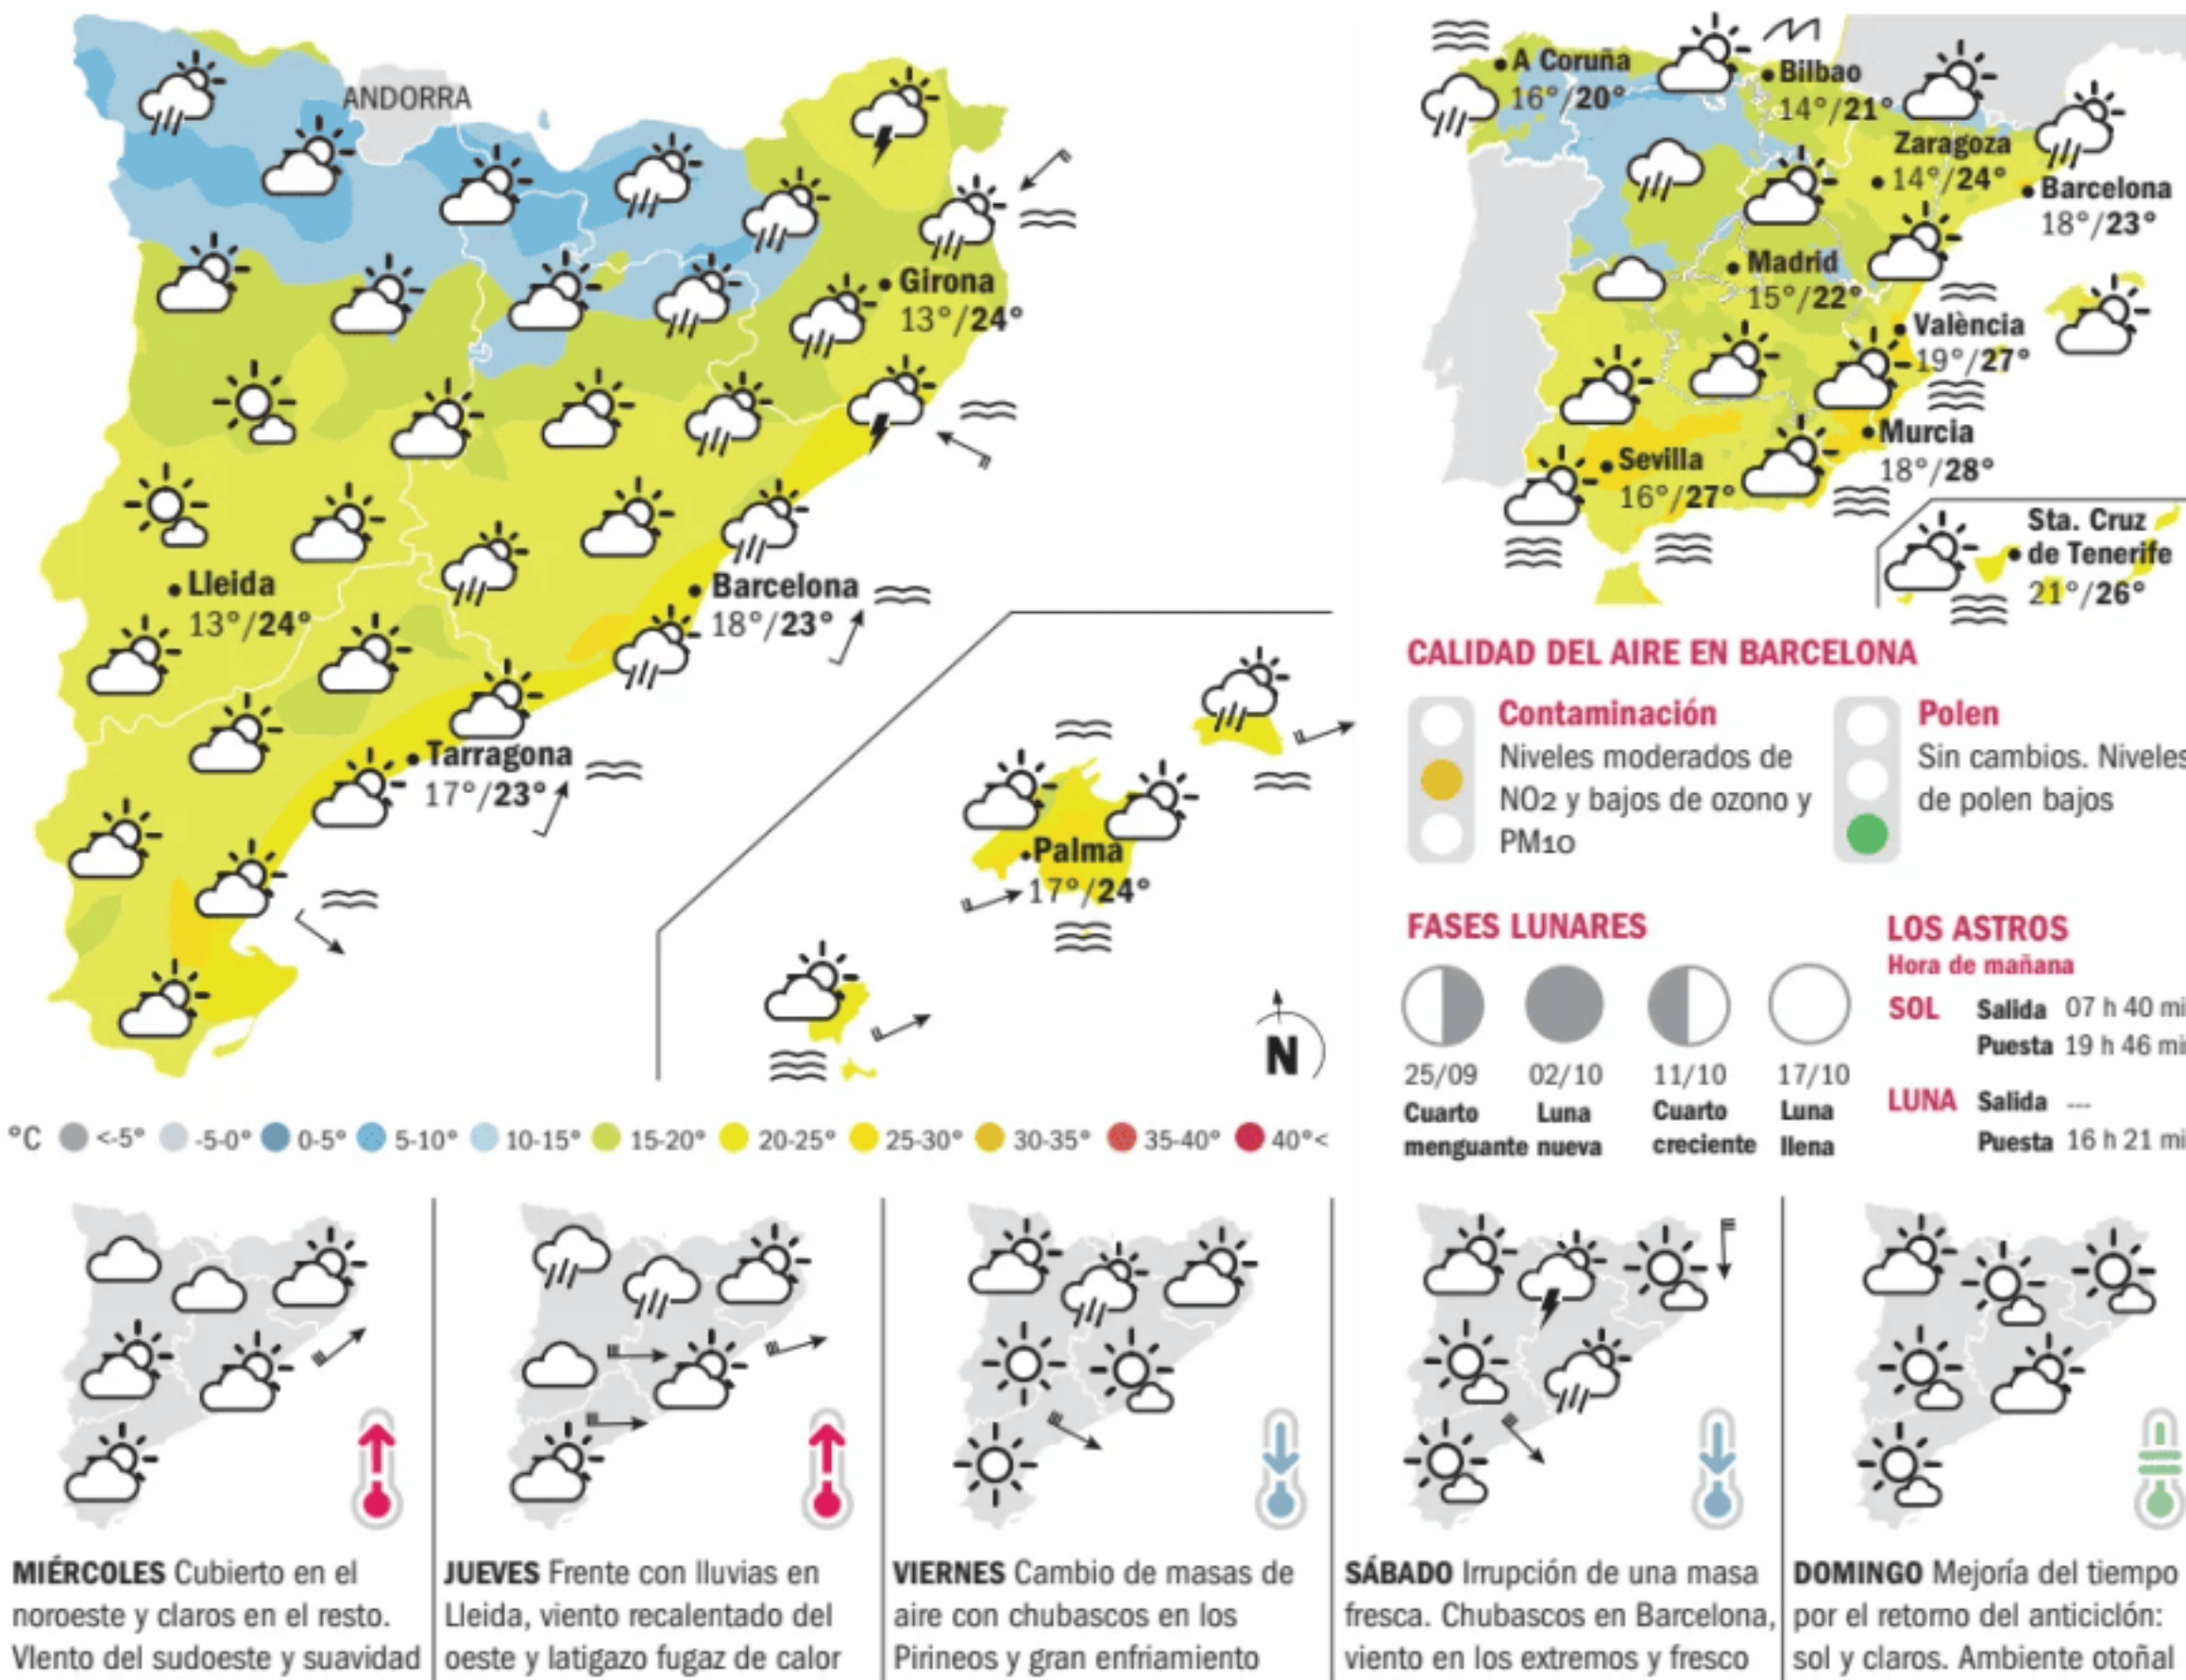 ANDORRA
Girona
13°/24°
Lleida
13°/24°
Barcelona
18°/23°
Tarragona
17°/23°
Palma
17°/24°
N
A Coruña
16°/20°
Bilbao
14°/21°
Zaragoza
14°/24°
Barcelona
18°/23°
Madrid
15°/22°
València
19°/27°
Murcia
18°/28°
Sevilla
16°/27°
Sta. Cruz
de Tenerife
21°/26°
CALIDAD DEL AIRE EN BARCELONA
Contaminación
Niveles moderados de
NO2 y bajos de ozono y
PM10
Polen
Sin cambios. Niveles
de polen bajos
FASES LUNARES
25/09 02/10 11/10 17/10
Cuarto Luna Cuarto Luna
menguante nueva creciente llena
LOS ASTROS
Hora de mañana
SOL Salida 07 h 40 mi
Puesta 19 h 46 mi
LUNA Salida ---
Puesta 16 h 21 mi
°C <-5° -5-0° 0-5° 5-10° 10-15° 15-20° 20-25° 25-30° 30-35° 35-40° 40°<
MIÉRCOLES Cubierto en el
noroeste y claros en el resto.
VIento del sudoeste y suavidad
JUEVES Frente con lluvias en
Lleida, viento recalentado del
oeste y latigazo fugaz de calor
VIERNES Cambio de masas de
aire con chubascos en los
Pirineos y gran enfriamiento
SÁBADO Irrupción de una masa
fresca. Chubascos en Barcelona,
viento en los extremos y fresco
DOMINGO Mejoría del tiempo
por el retorno del anticiclón:
sol y claros. Ambiente otoñal